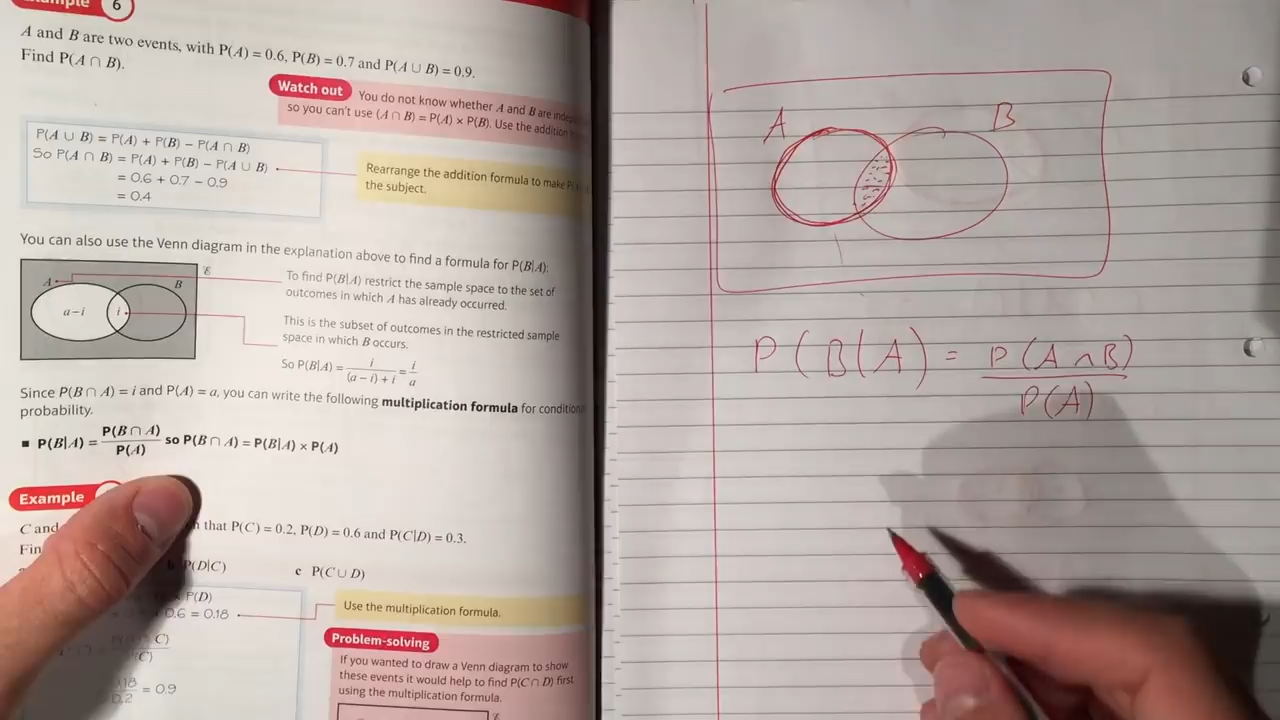 Example 6
A and B are two events, with P(A) = 0.6, P(B) = 0.7 and P(A ∪ B) = 0.9.
Find P(A ∩ B).
Watch out You do not know whether A and B are
so you can't use (A ∩ B) = P(A) × P(B). Use the addition
P(A ∪ B) = P(A) + P(B) − P(A ∩ B)
So P(A ∩ B) = P(A) + P(B) − P(A ∪ B)
= 0.6 + 0.7 − 0.9
= 0.4
Rearrange the addition formula to make
the subject.
You can also use the Venn diagram in the explanation above to find a formula for P(B|A):
A B ℰ
a − i i
To find P(B|A) restrict the sample space to the set of
outcomes in which A has already occurred.
This is the subset of outcomes in the restricted sample
space in which B occurs.
So P(B|A) = i/((a − i) + i) = i/a
Since P(B ∩ A) = i and P(A) = a, you can write the following multiplication formula for
probability.
■ P(B|A) = P(B ∩ A)/P(A) so P(B ∩ A) = P(B|A) × P(A)
Example
C and that P(C) = 0.2, P(D) = 0.6 and P(C|D) = 0.3.
P(D|C) c P(C ∪ D)
P(D)
0.6 = 0.18
Use the multiplication formula.
= 0.9
Problem-solving
If you wanted to draw a Venn diagram to show
these events it would help to find P(C ∩ D) first
using the multiplication formula.
ℰ
A B
P(B|A) = P(A ∩ B)/P(A)